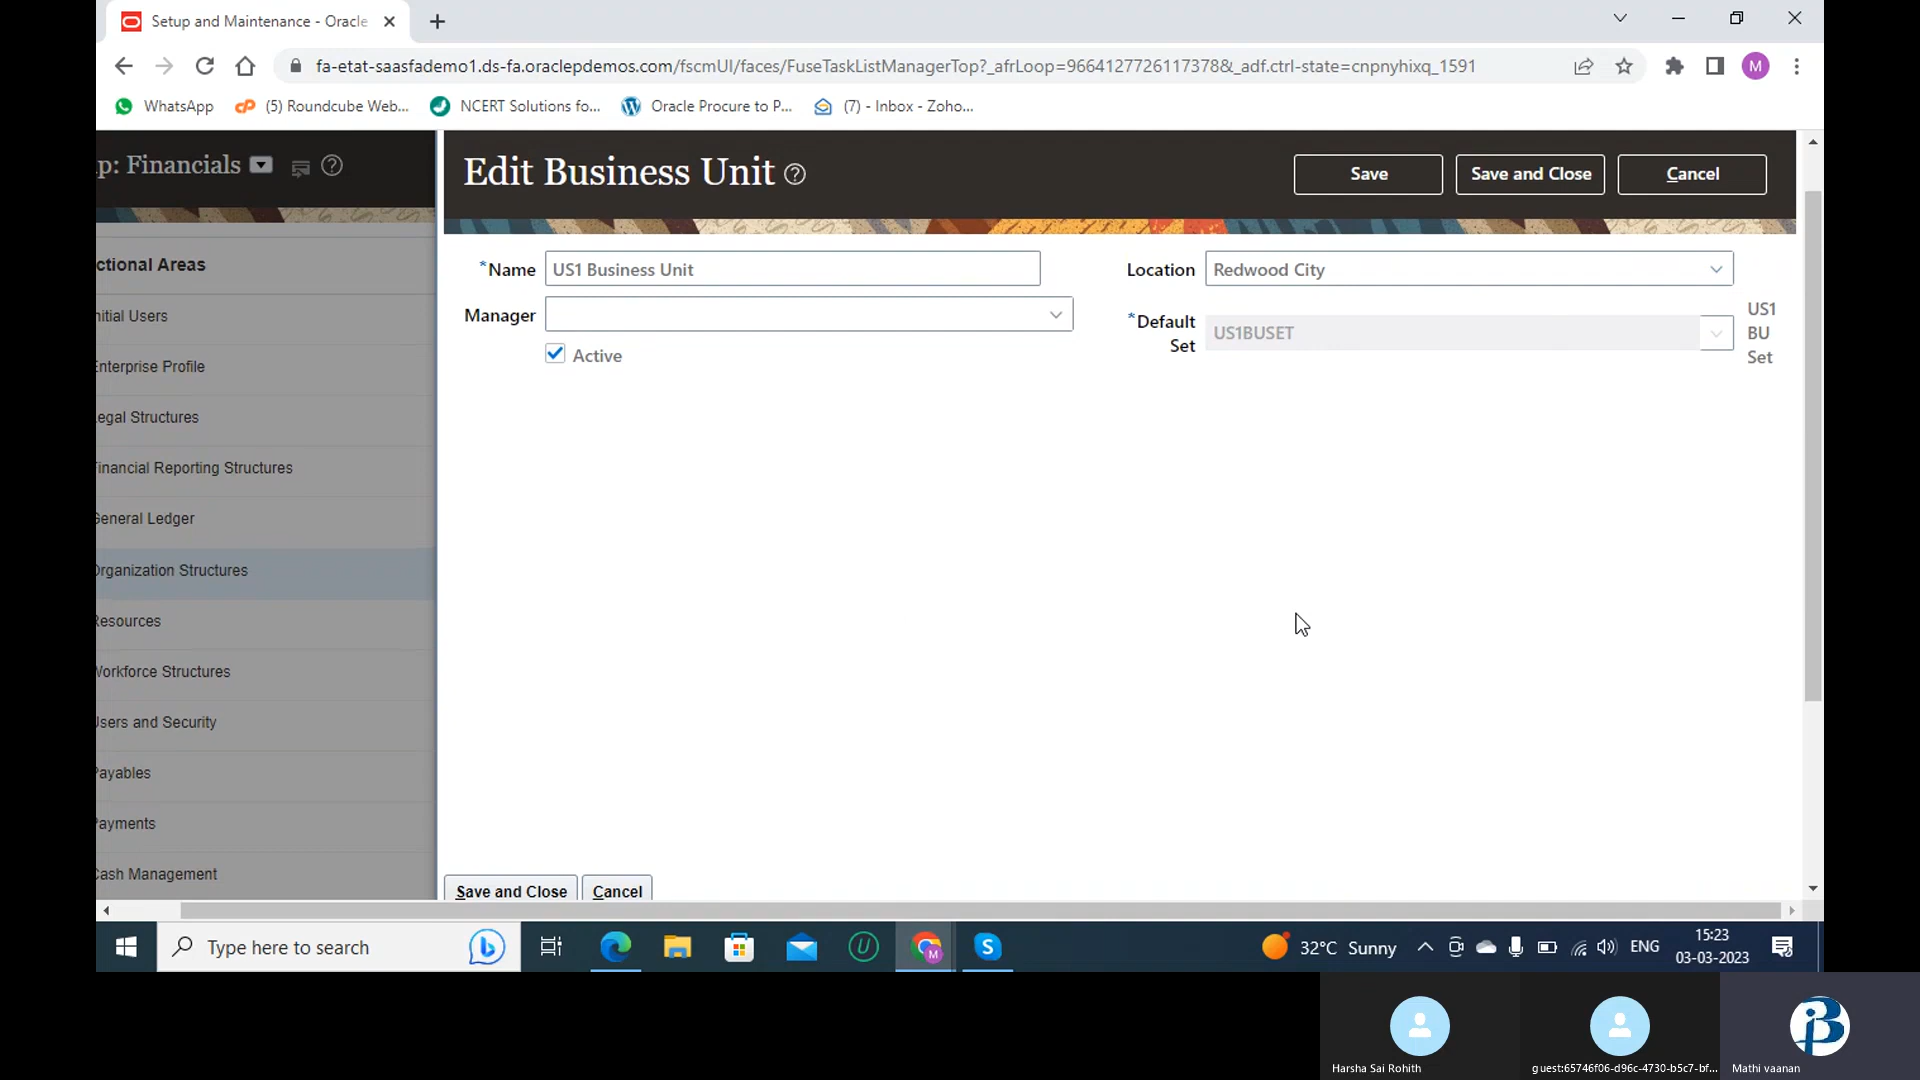 Setup and Maintenance - Oracle
fa-etat-saasfademo1.ds-fa.oraclepdemos.com/fscmUI/faces/FuseTaskListManagerTop?_afrLoop=9664127726117378&_adf.ctrl-state=cnpnyhixq_1591
M
WhatsApp
(5) Roundcube Web...
NCERT Solutions fo...
Oracle Procure to P...
(7) - Inbox - Zoho...
p: Financials
Edit Business Unit
Save
Save and Close
Cancel
ctional Areas
nitial Users
Enterprise Profile
Legal Structures
Financial Reporting Structures
General Ledger
Organization Structures
Resources
Workforce Structures
Users and Security
Payables
Payments
Cash Management
*Name
US1 Business Unit
Manager
Active
Location
Redwood City
*Default
Set
US1BUSET
US1
BU
Set
Save and Close
Cancel
Type here to search
32°C Sunny
ENG
15:23
03-03-2023
Harsha Sai Rohith
guest:65746f06-d96c-4730-b5c7-bf...
Mathi vaanan